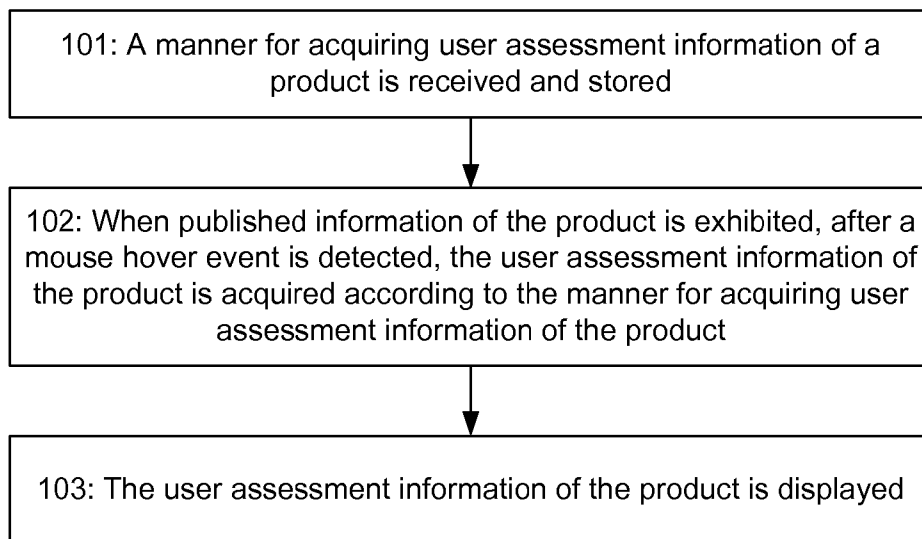 101: A manner for acquiring user assessment information of a
product is received and stored
102: When published information of the product is exhibited, after a
mouse hover event is detected, the user assessment information of
the product is acquired according to the manner for acquiring user
assessment information of the product
103: The user assessment information of the product is displayed